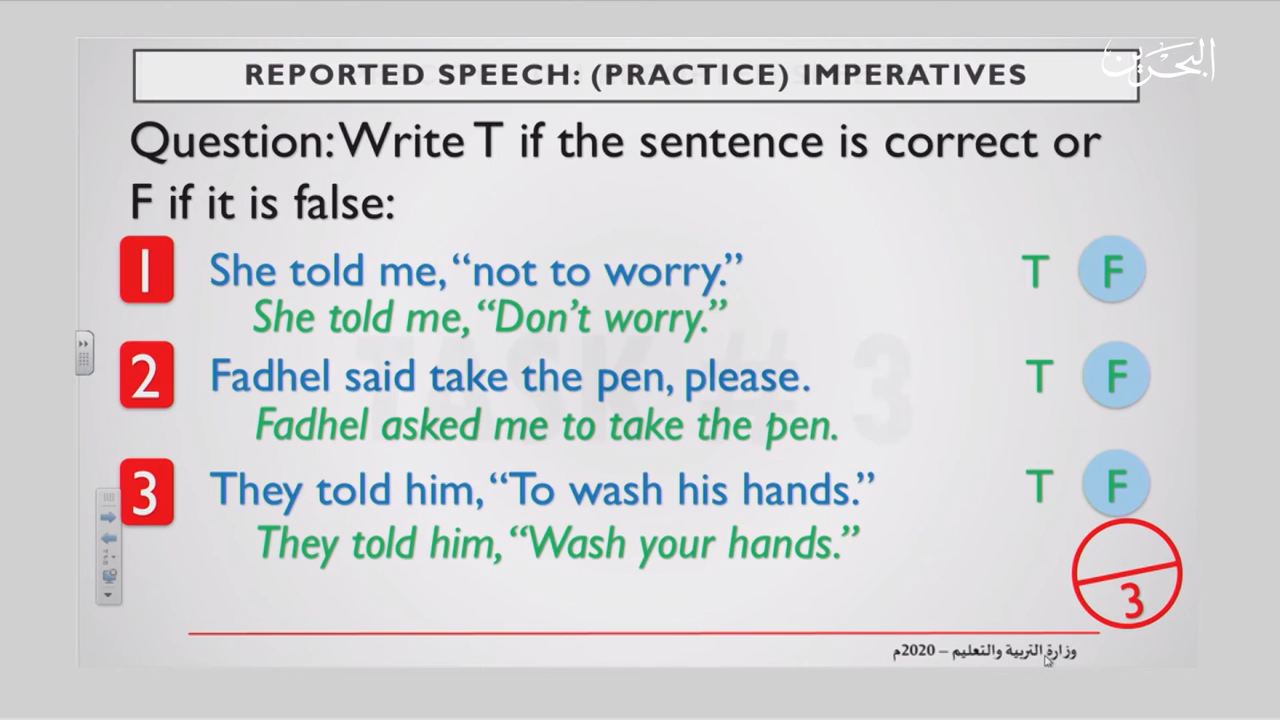 البحرين
REPORTED SPEECH: (PRACTICE) IMPERATIVES
Question: Write T if the sentence is correct or
F if it is false:
1 She told me, “not to worry.” T F
She told me, “Don’t worry.”
2 Fadhel said take the pen, please. T F
Fadhel asked me to take the pen.
3 They told him, “To wash his hands.” T F
They told him, “Wash your hands.”
3
وزارة التربية والتعليم – 2020م
TASK # 3